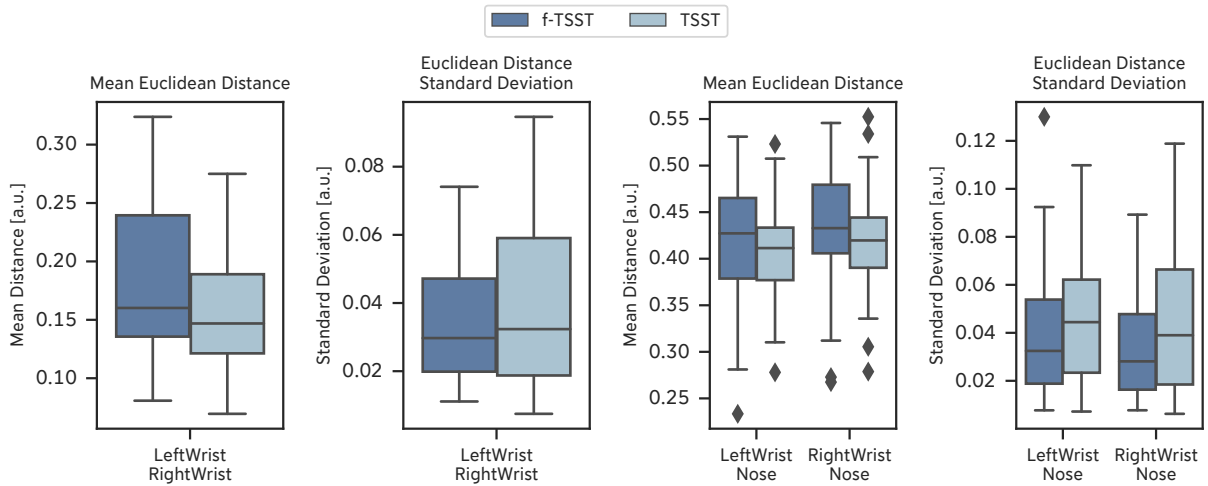 f-TSST
TSST
Mean Euclidean Distance
Mean Distance [a.u.]
0.30
0.25
0.20
0.15
0.10
LeftWrist
RightWrist
Euclidean Distance
Standard Deviation
Standard Deviation [a.u.]
0.08
0.06
0.04
0.02
LeftWrist
RightWrist
Mean Euclidean Distance
Mean Distance [a.u.]
0.55
0.50
0.45
0.40
0.35
0.30
0.25
LeftWrist
Nose
RightWrist
Nose
Euclidean Distance
Standard Deviation
Standard Deviation [a.u.]
0.12
0.10
0.08
0.06
0.04
0.02
LeftWrist
Nose
RightWrist
Nose